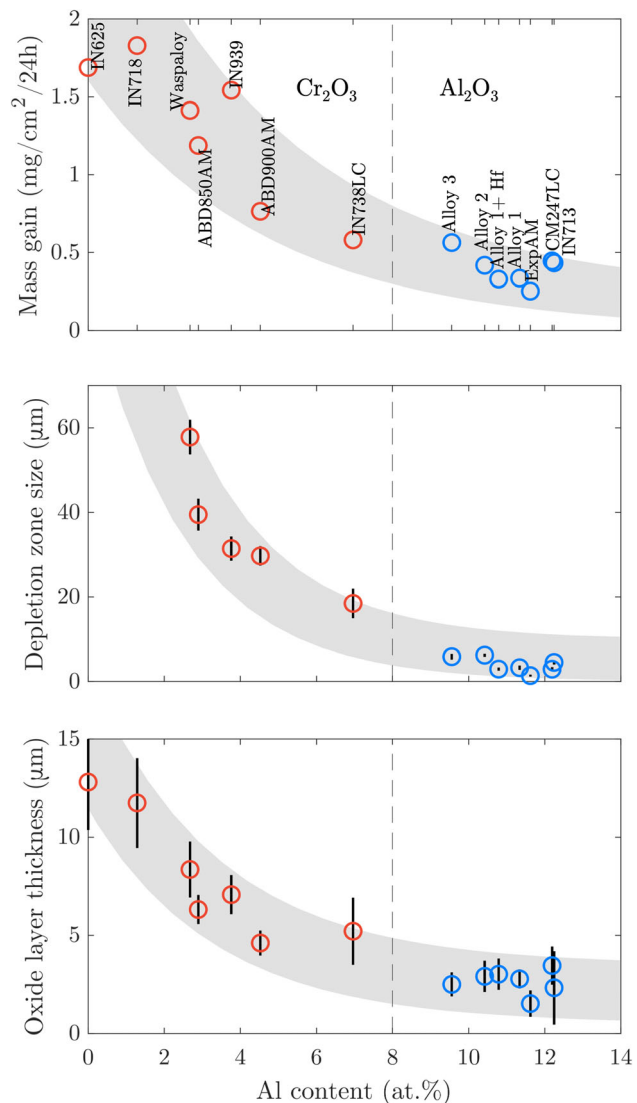 2
1.5
1
0.5
0
Mass gain (mg/cm²/24h)
IN625
IN718
Waspaloy
ABD850AM
IN939
ABD900AM
IN738LC
Cr₂O₃
Al₂O₃
Alloy 3
Alloy 2
Alloy 1+ Hf
Alloy 1
ExpAM
CM247LC
IN713
60
40
20
0
Depletion zone size (μm)
15
10
5
0
Oxide layer thickness (μm)
0 2 4 6 8 10 12 14
Al content (at.%)